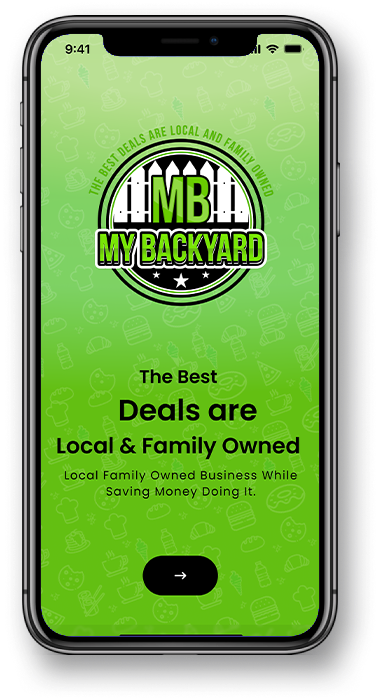 9:41
THE BEST DEALS ARE LOCAL AND FAMILY OWNED
MB
MY BACKYARD
The Best
Deals are
Local & Family Owned
Local Family Owned Business While
Saving Money Doing It.